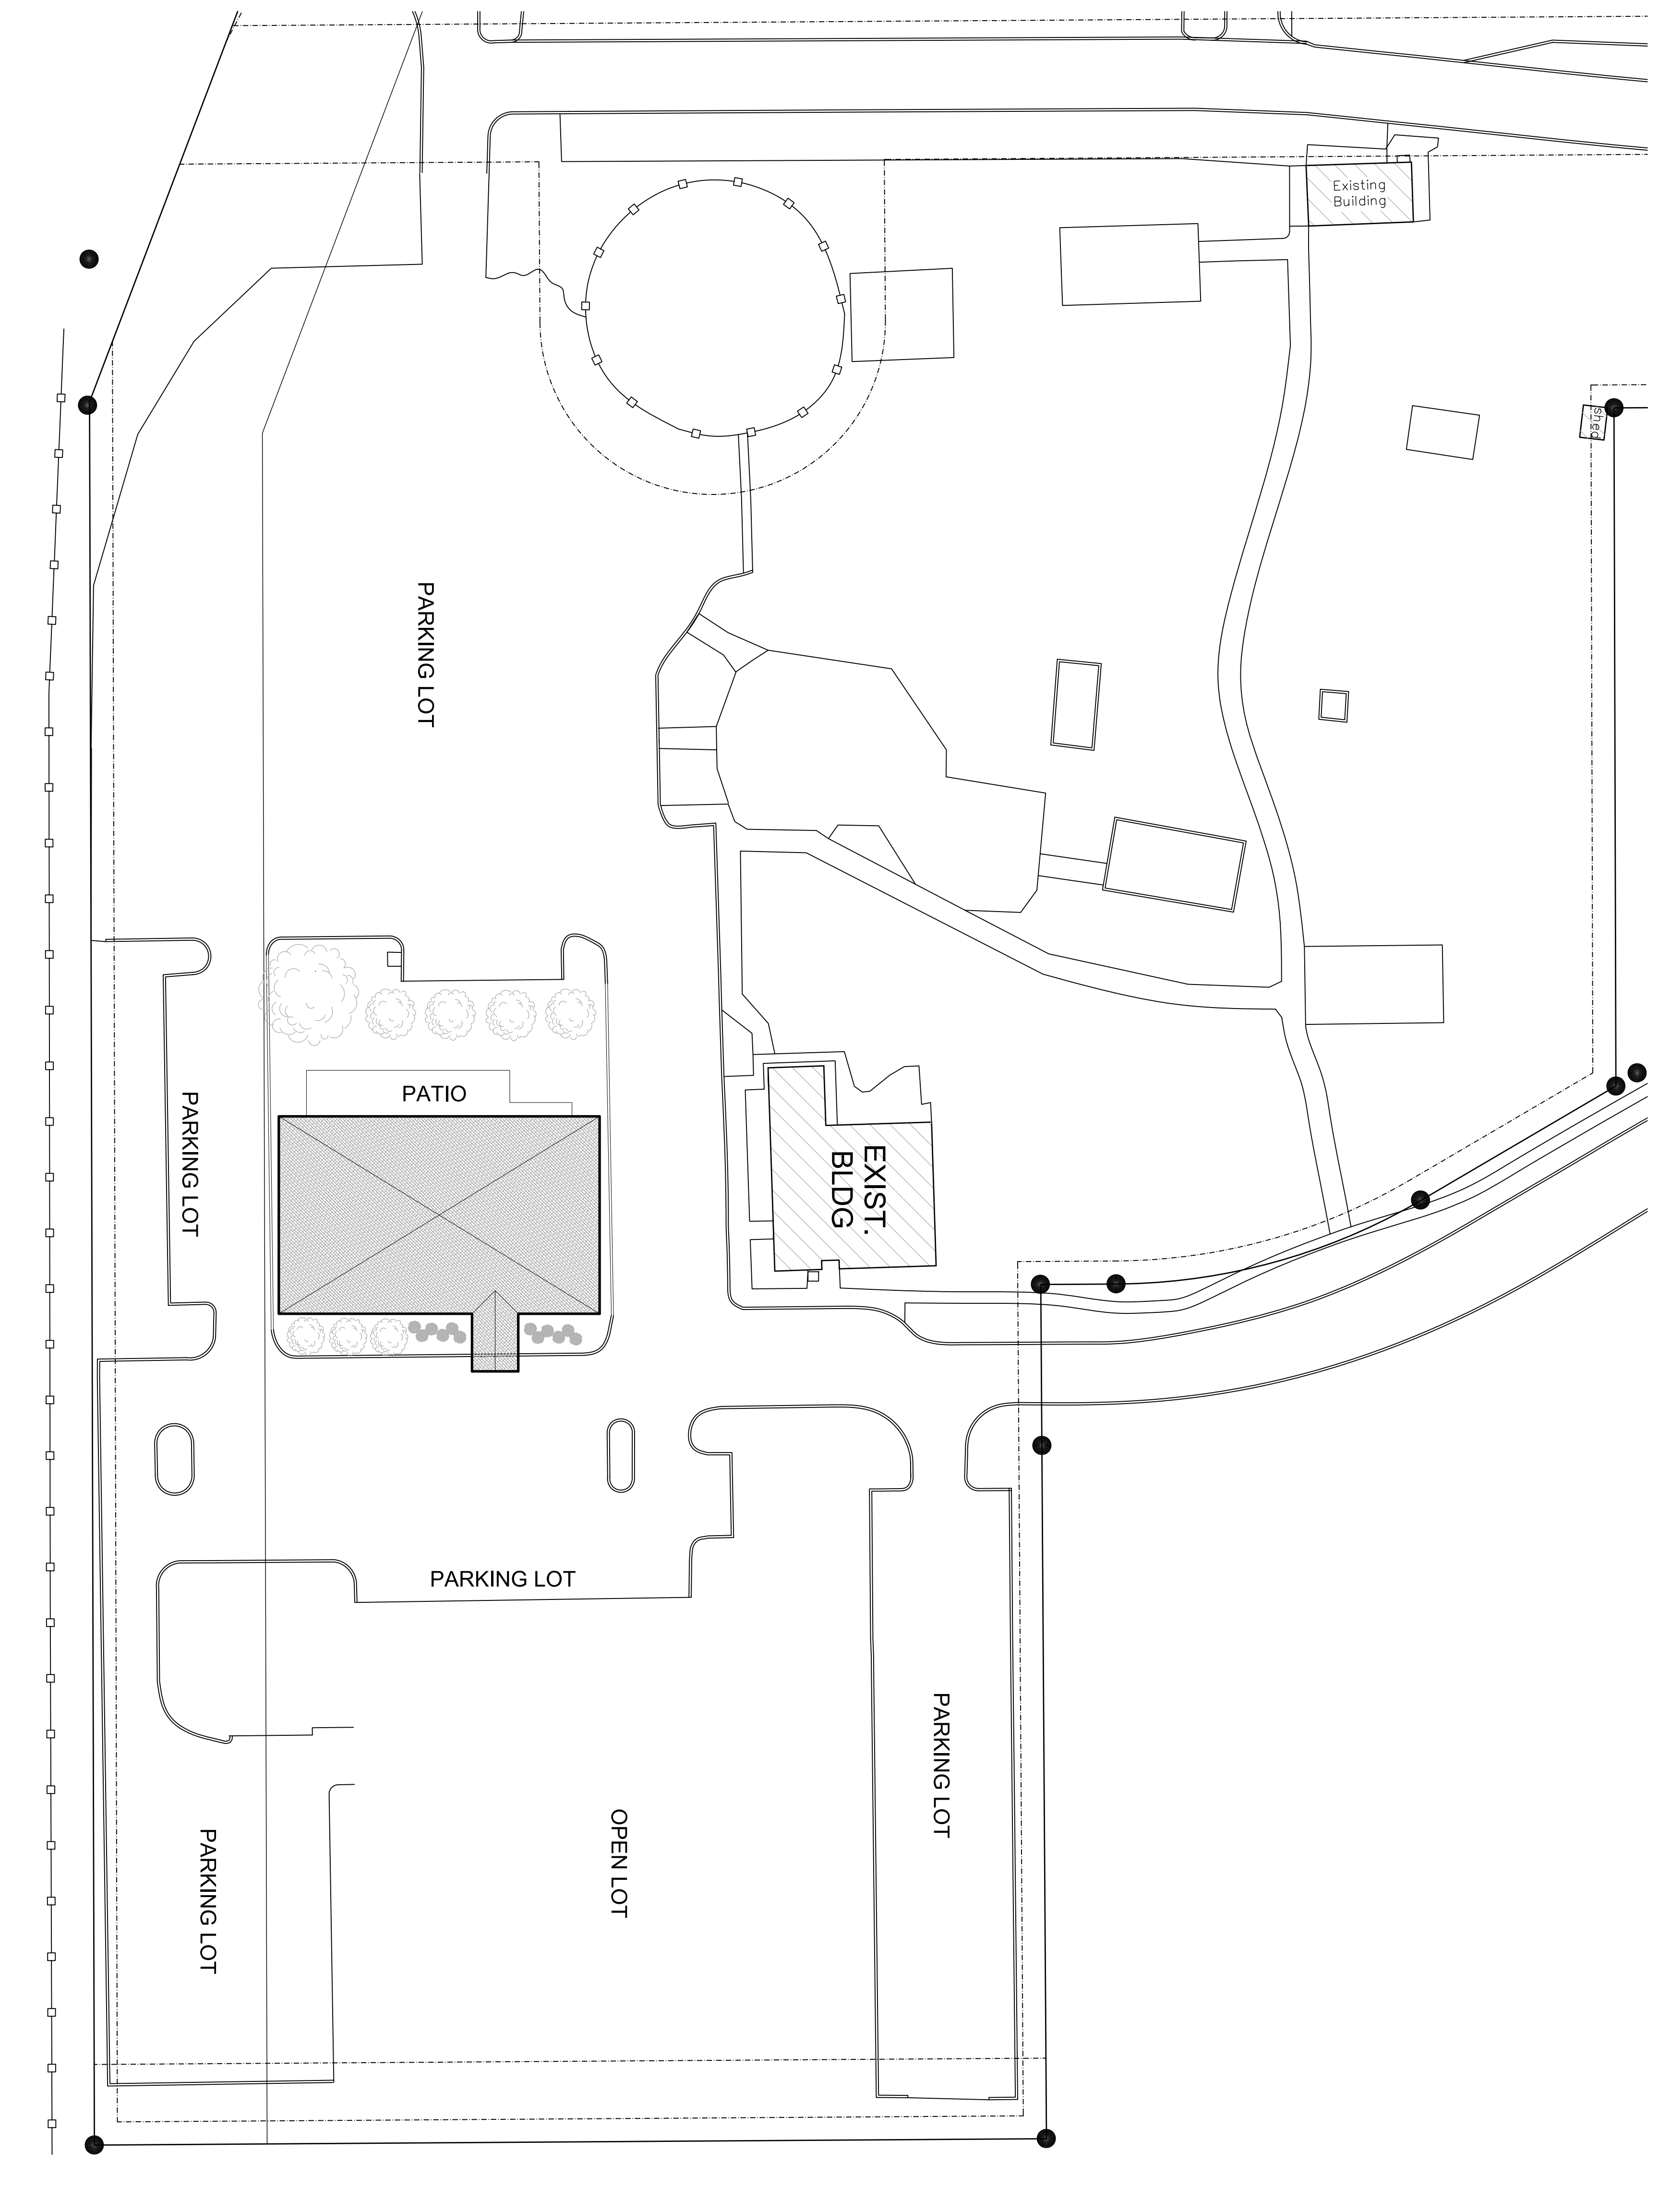 Existing
Building
shed
PARKING LOT
PATIO
PARKING LOT
EXIST.
BLDG
PARKING LOT
PARKING LOT
OPEN LOT
PARKING LOT